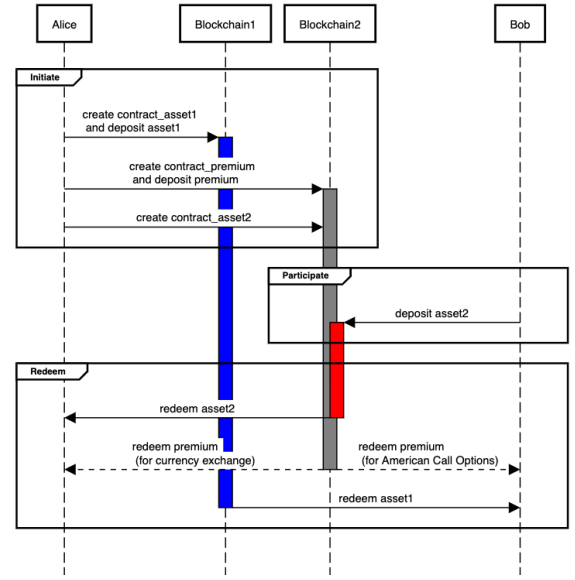 Alice
Blockchain1
Blockchain2
Bob
Initiate
create contract_asset1
and deposit asset1
create contract_premium
and deposit premium
create contract_asset2
Participate
deposit asset2
Redeem
redeem asset2
redeem premium
(for currency exchange)
redeem premium
(for American Call Options)
redeem asset1